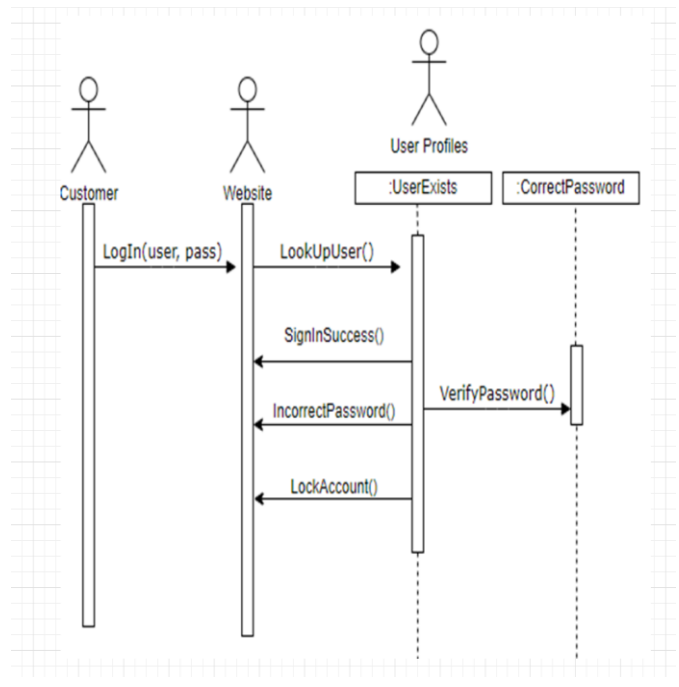 User Profiles
Customer
Website
:UserExists
:CorrectPassword
LogIn(user, pass)
LookUpUser()
SignInSuccess()
VerifyPassword()
IncorrectPassword()
LockAccount()